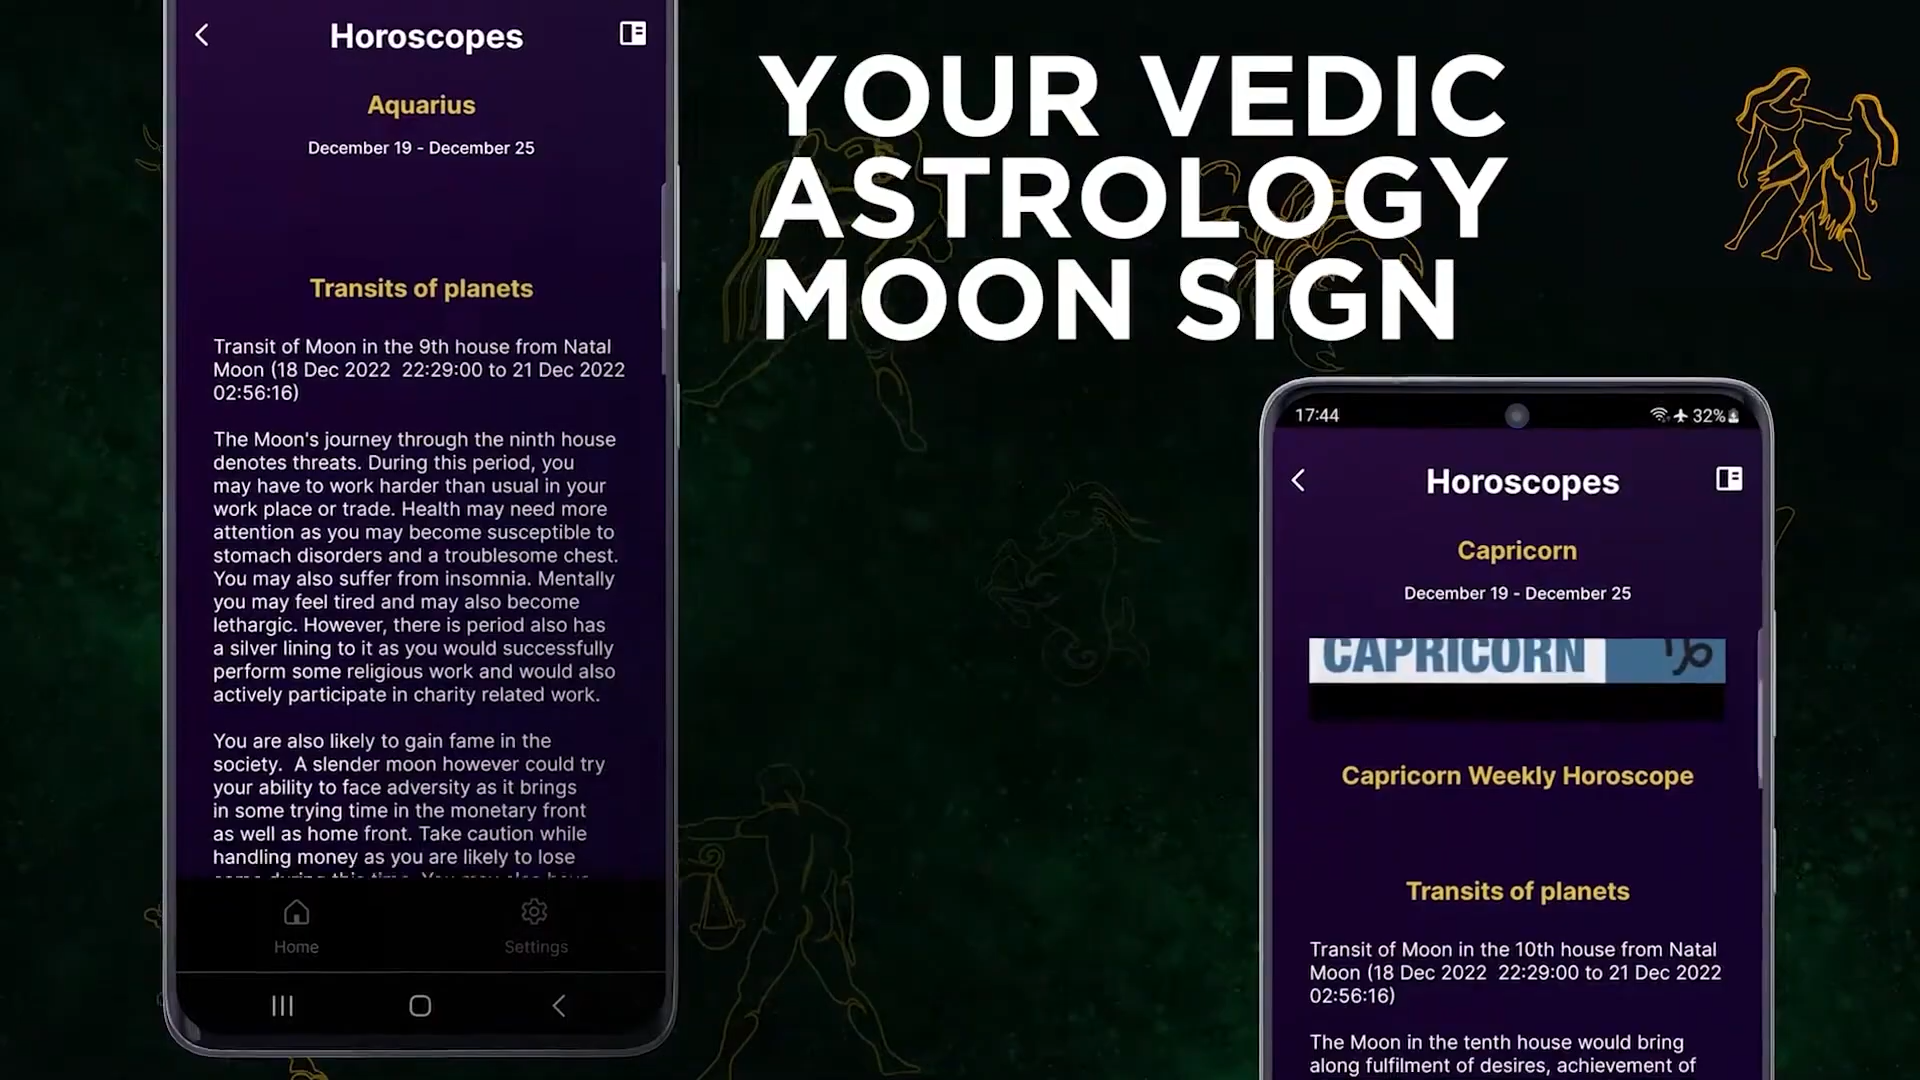 Horoscopes
Aquarius
December 19 - December 25
Transits of planets
Transit of Moon in the 9th house from Natal
Moon (18 Dec 2022  22:29:00 to 21 Dec 2022
02:56:16)
The Moon's journey through the ninth house
denotes threats. During this period, you
may have to work harder than usual in your
work place or trade. Health may need more
attention as you may become susceptible to
stomach disorders and a troublesome chest.
You may also suffer from insomnia. Mentally
you may feel tired and may also become
lethargic. However, there is period also has
a silver lining to it as you would successfully
perform some religious work and would also
actively participate in charity related work.
You are also likely to gain fame in the
society.  A slender moon however could try
your ability to face adversity as it brings
in some trying time in the monetary front
as well as home front. Take caution while
handling money as you are likely to lose
Home
Settings
YOUR VEDIC
ASTROLOGY
MOON SIGN
17:44
32%
Horoscopes
Capricorn
December 19 - December 25
CAPRICORN
Capricorn Weekly Horoscope
Transits of planets
Transit of Moon in the 10th house from Natal
Moon (18 Dec 2022  22:29:00 to 21 Dec 2022
02:56:16)
The Moon in the tenth house would bring
along fulfilment of desires, achievement of